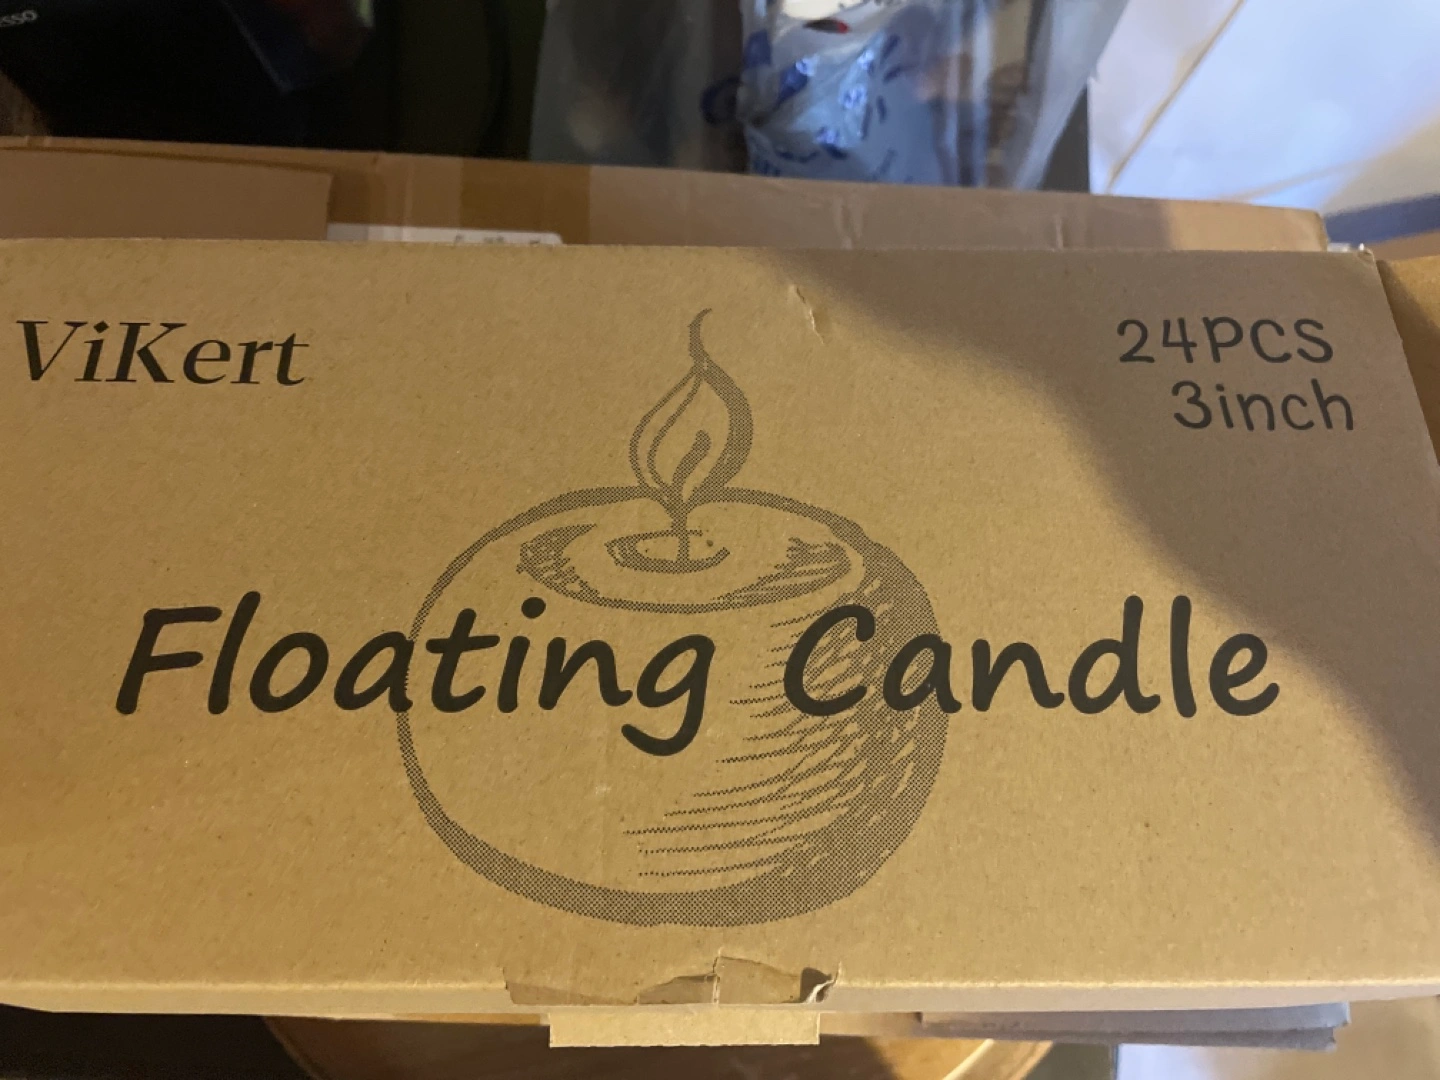 ViKert
24PCS
3inch
Floating Candle